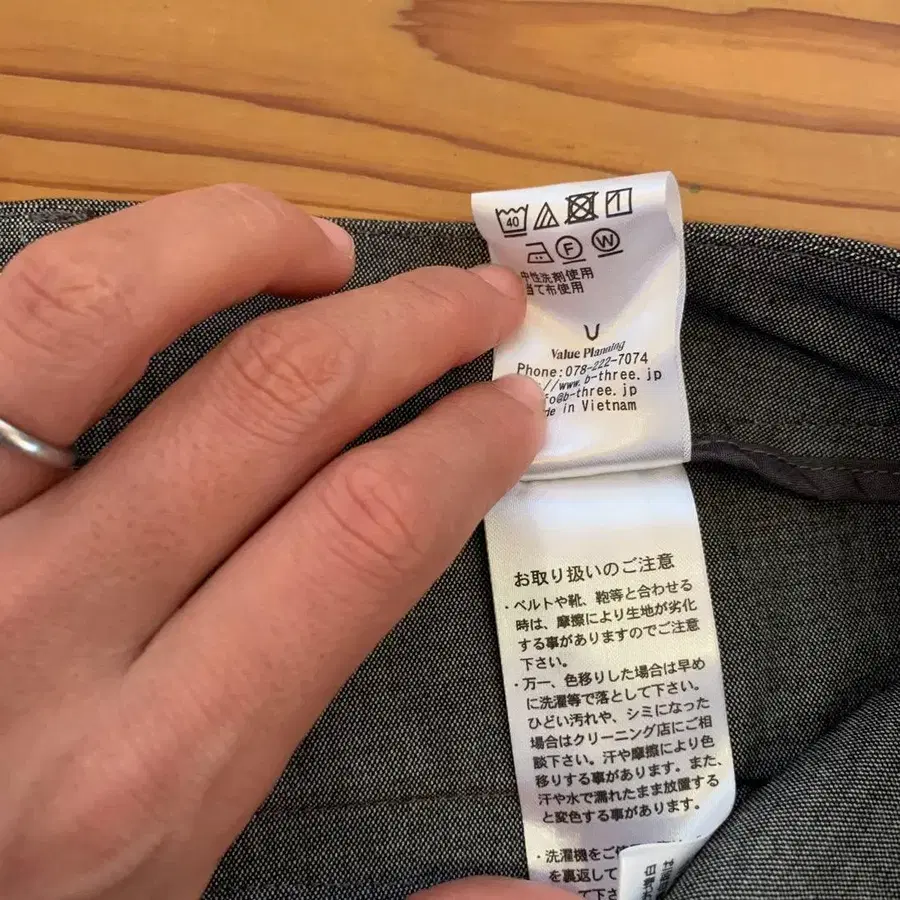 40
F W
中性洗剤使用
当て布使用
Value Planning
Phone:078-222-7074
//www.b-three.jp
fo@b-three.jp
de in Vietnam
お取り扱いのご注意
・ベルトや靴、鞄等と合わせる
時は、摩擦により生地が劣化
する事がありますのでご注意
下さい。
・万一、色移りした場合は早め
に洗濯等で落として下さい。
ひどい汚れや、シミになった
場合はクリーニング店にご相
談下さい。汗や摩擦により色
移りする事があります。また、
汗や水で濡れたまま放置する
と変色する事があります。
・洗濯機をご使
を裏返して
て下さ